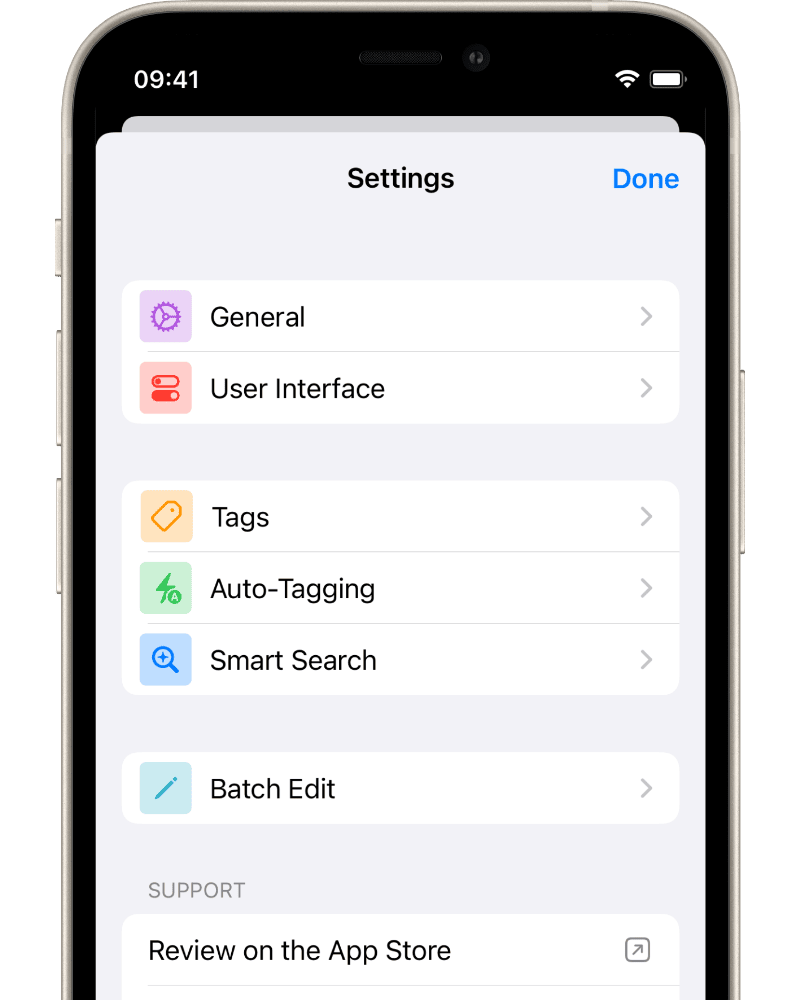 09:41
Settings
Done
General
User Interface
Tags
Auto-Tagging
Smart Search
Batch Edit
SUPPORT
Review on the App Store